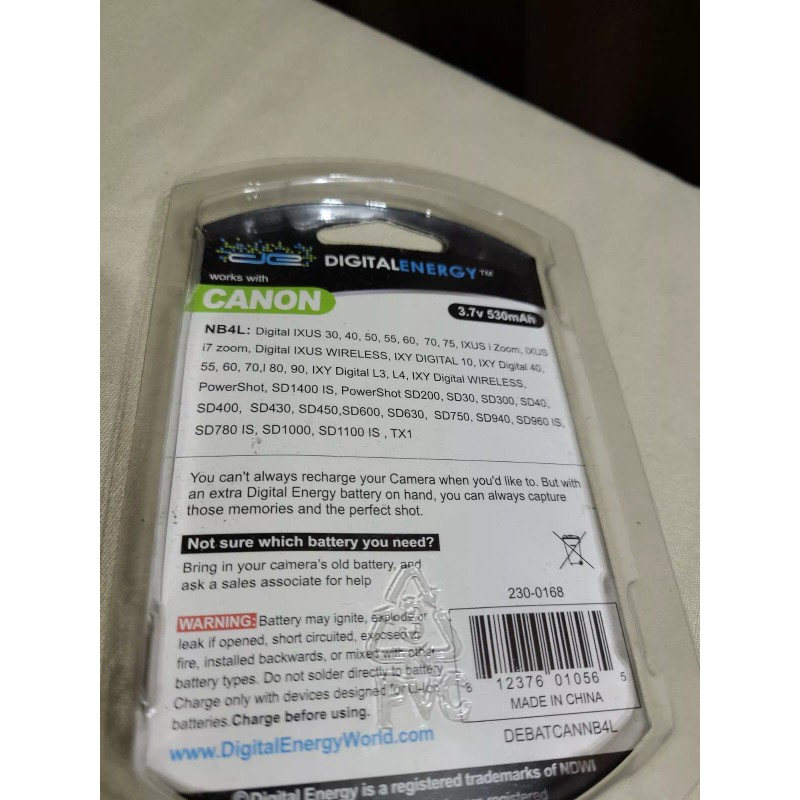 de DIGITALENERGY™
works with
CANON
3.7v 530mAh
NB4L: Digital IXUS 30, 40, 50, 55, 60, 70, 75, IXUS i Zoom, IXUS
i7 zoom, Digital IXUS WIRELESS, IXY DIGITAL 10, IXY Digital 40,
55, 60, 70,I 80, 90, IXY Digital L3, L4, IXY Digital WIRELESS,
PowerShot, SD1400 IS, PowerShot SD200, SD30, SD300, SD40,
SD400, SD430, SD450,SD600, SD630, SD750, SD940, SD960 IS,
SD780 IS, SD1000, SD1100 IS , TX1
You can't always recharge your Camera when you'd like to. But with
an extra Digital Energy battery on hand, you can always capture
those memories and the perfect shot.
Not sure which battery you need?
Bring in your camera's old battery, and
ask a sales associate for help
230-0168
WARNING: Battery may ignite, explode or
leak if opened, short circuited, exposed to
fire, installed backwards, or mixed with other
battery types. Do not solder directly to battery
Charge only with devices designed for Li-ion
batteries.Charge before using.
3
PVC
8 12376 01056 5
MADE IN CHINA
www.DigitalEnergyWorld.com
DEBATCANNB4L
©Digital Energy is a registered trademarks of NDWI